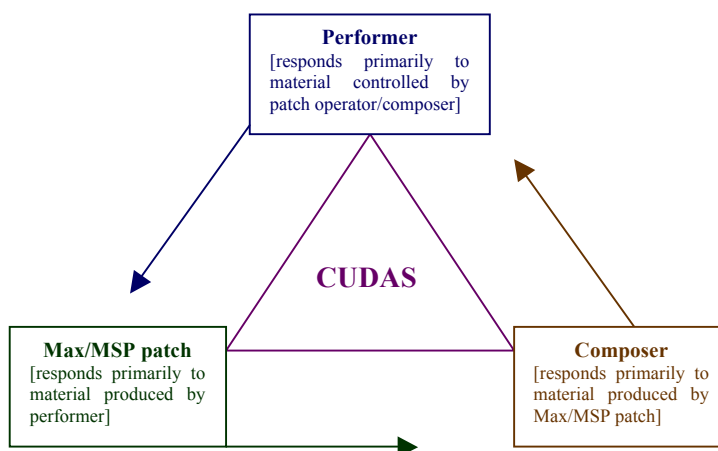 Performer
[responds primarily to
material controlled by
patch operator/composer]
CUDAS
Max/MSP patch
[responds primarily to
material produced by
performer]
Composer
[responds primarily to
material produced by
Max/MSP patch]